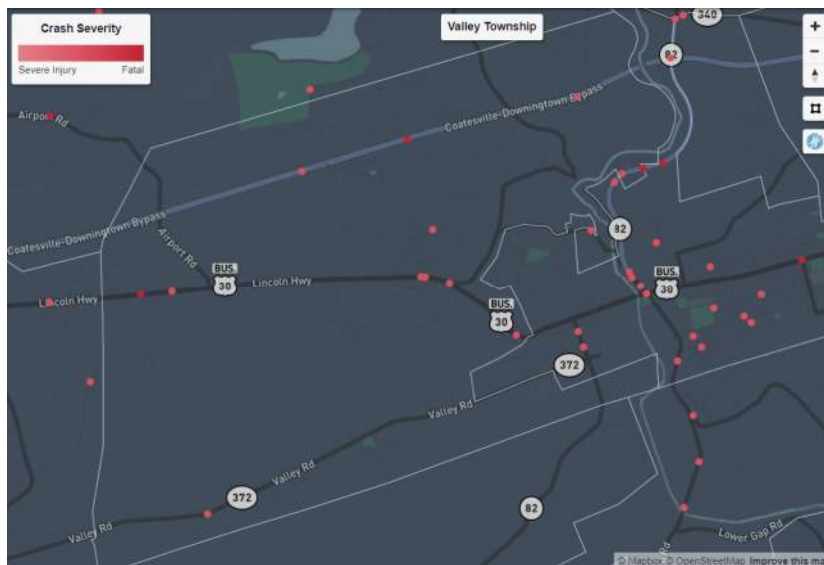 Crash Severity
Severe Injury Fatal
Valley Township
340
82
Airport Rd
Coatesville-Downingtown Bypass
Coatesville-Downingtown Bypass
Airport Rd
82
BUS.
30
Lincoln Hwy
Lincoln Hwy
BUS.
30
BUS.
30
372
Valley Rd
Valley Rd
372
82
Valley Rd
Lower Gap Rd
Rd
© Mapbox © OpenStreetMap Improve this map